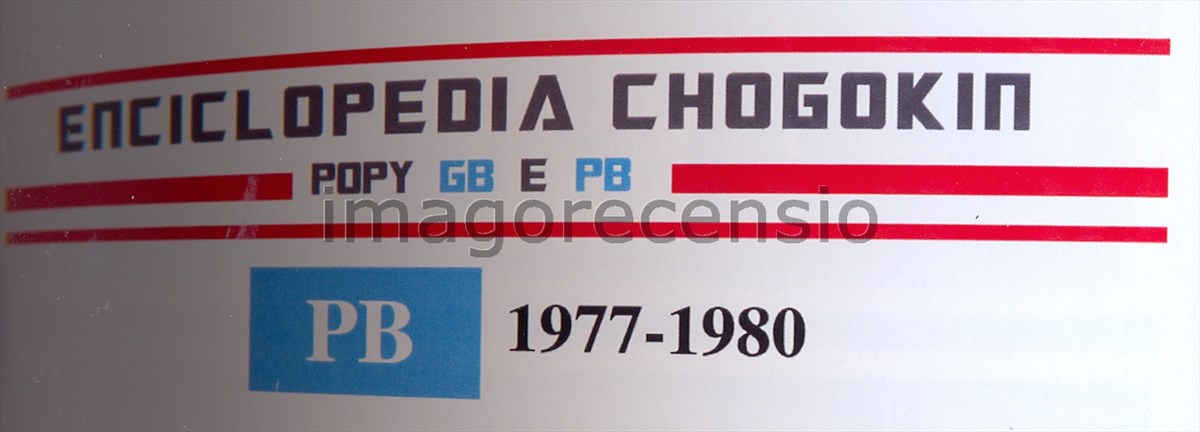 ENCICLOPEDIA CHOGOKIN
POPY GB E PB
imagorecensio
PB 1977-1980